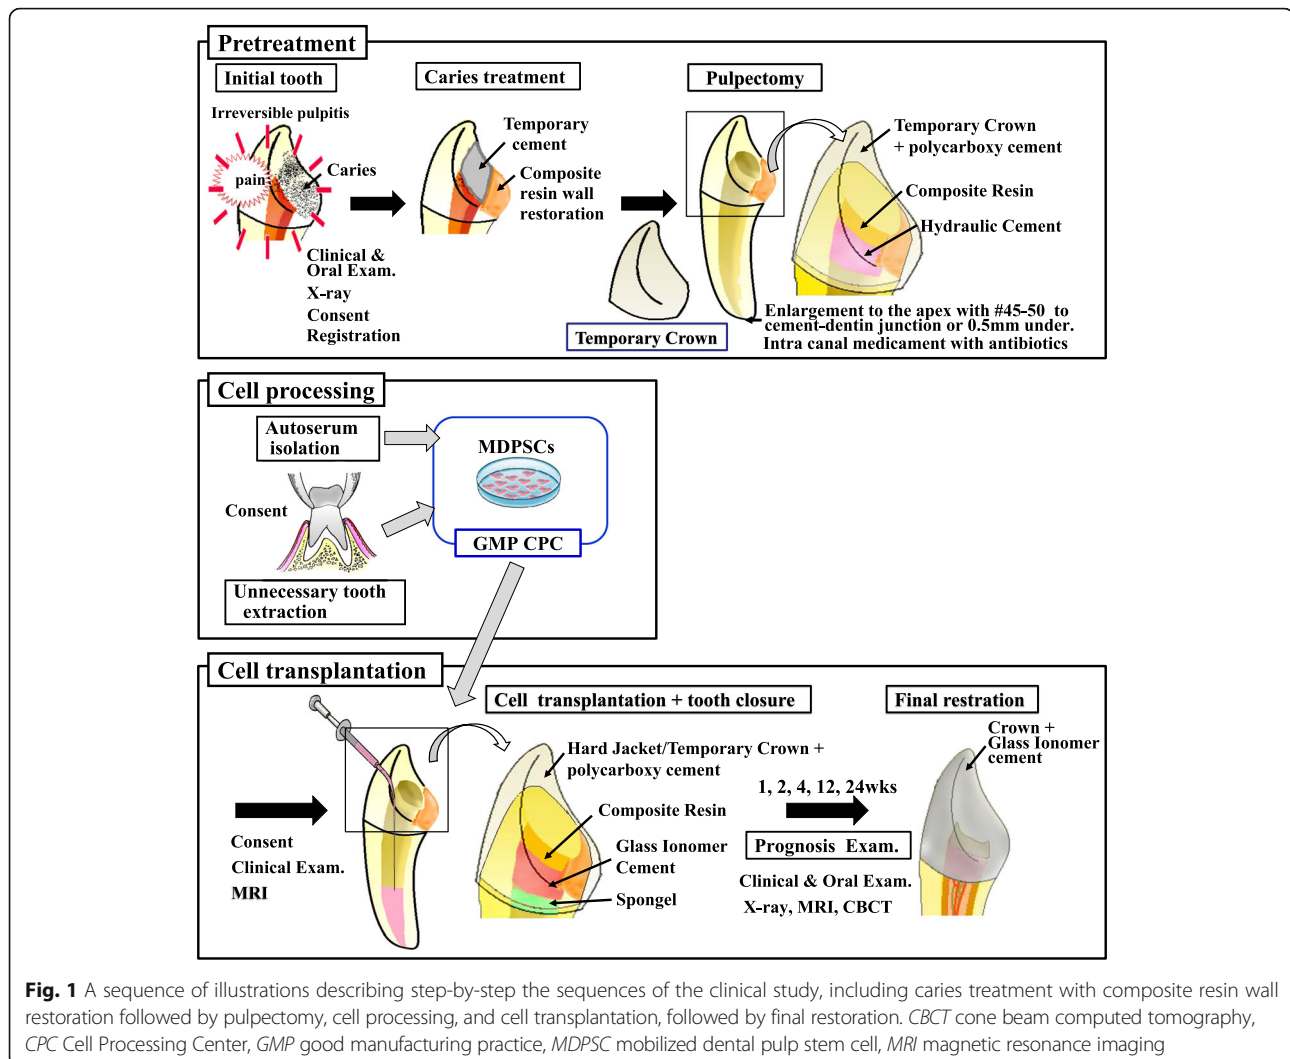 Pretreatment
Initial tooth
Irreversible pulpitis
pain
Caries
Clinical &
Oral Exam.
X-ray
Consent
Registration
Caries treatment
Temporary
cement
Composite
resin wall
restoration
Pulpectomy
Temporary Crown
+ polycarboxy cement
Composite Resin
Hydraulic Cement
Temporary Crown
Enlargement to the apex with #45-50 to
cement-dentin junction or 0.5mm under.
Intra canal medicament with antibiotics
Cell processing
Autoserum
isolation
Consent
Unnecessary tooth
extraction
MDPSCs
GMP CPC
Cell transplantation
Consent
Clinical Exam.
MRI
Cell transplantation + tooth closure
Hard Jacket/Temporary Crown +
polycarboxy cement
Composite Resin
Glass Ionomer
Cement
Spongel
1, 2, 4, 12, 24wks
Prognosis Exam.
Clinical & Oral Exam.
X-ray, MRI, CBCT
Final restration
Crown +
Glass Ionomer
cement
Fig. 1 A sequence of illustrations describing step-by-step the sequences of the clinical study, including caries treatment with composite resin wall
restoration followed by pulpectomy, cell processing, and cell transplantation, followed by final restoration. CBCT cone beam computed tomography,
CPC Cell Processing Center, GMP good manufacturing practice, MDPSC mobilized dental pulp stem cell, MRI magnetic resonance imaging